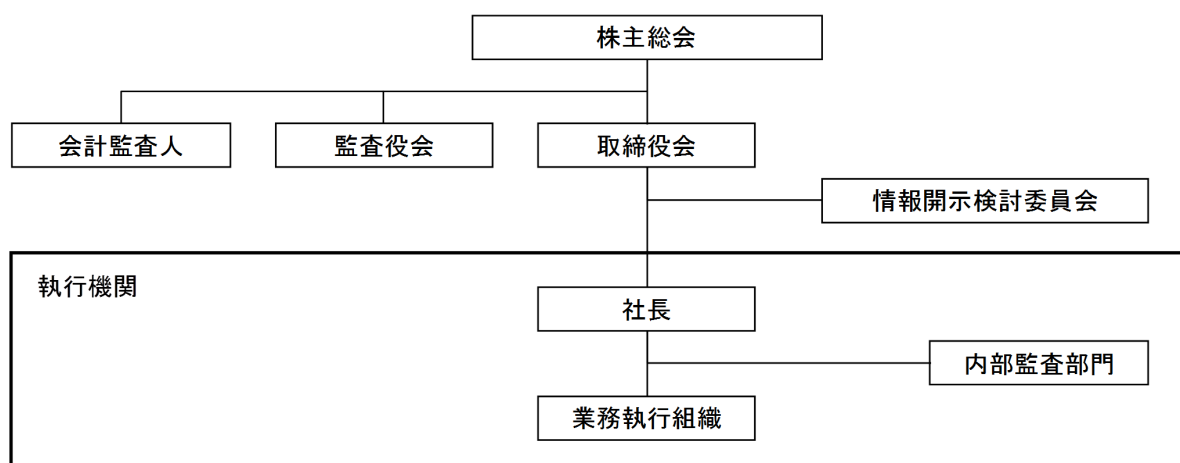 株主総会
会計監査人
監査役会
取締役会
情報開示検討委員会
執行機関
社長
内部監査部門
業務執行組織